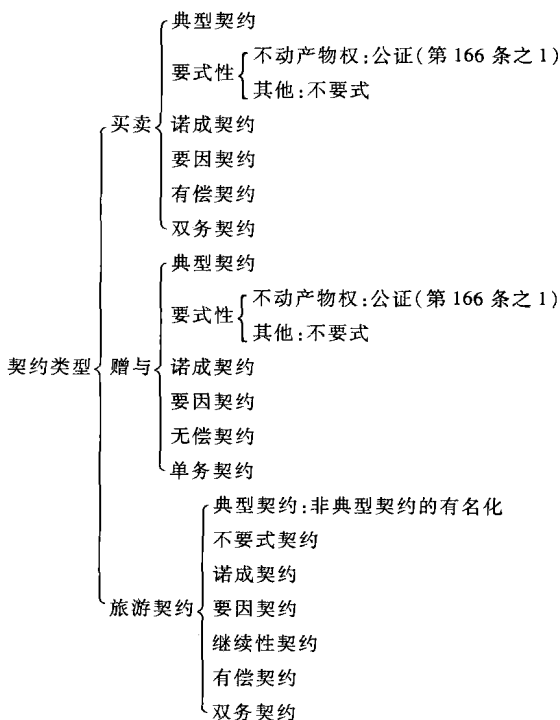 典型契约
不动产物权:公证(第166条之1)
要式性
其他:不要式
买卖
诺成契约
要因契约
有偿契约
双务契约
典型契约
不动产物权:公证(第166条之1)
要式性
其他:不要式
契约类型
赠与
诺成契约
要因契约
无偿契约
单务契约
典型契约:非典型契约的有名化
不要式契约
诺成契约
旅游契约
要因契约
继续性契约
有偿契约
双务契约